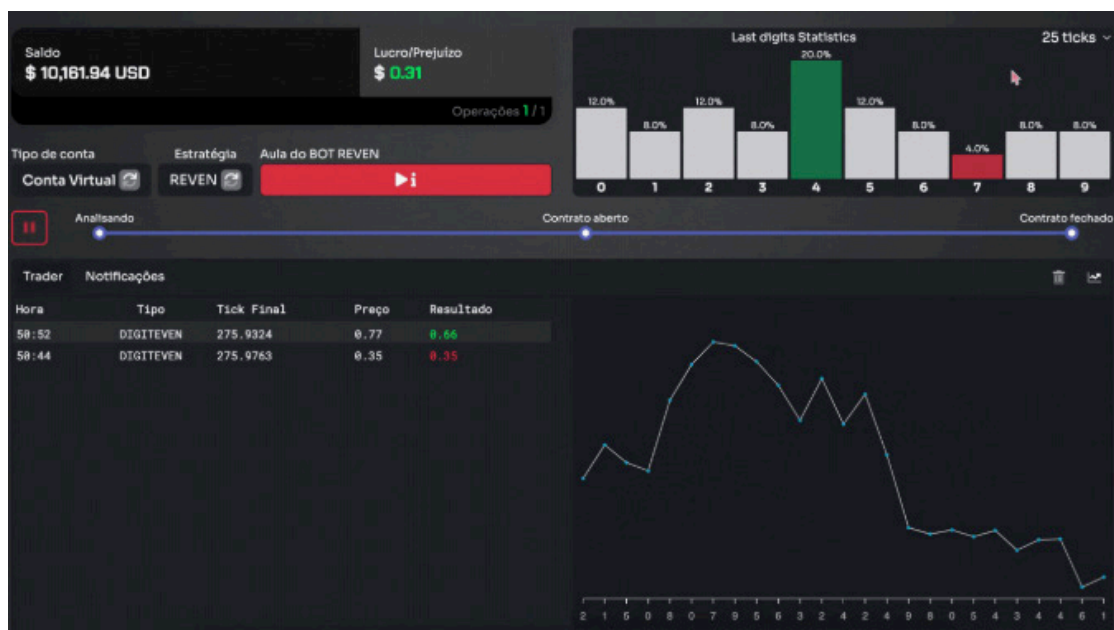 Saldo
$ 10,161.94 USD
Lucro/Prejuízo
$ 0.31
Operações 1 / 1
Tipo de conta
Conta Virtual
Estratégia
REVEN
Aula do BOT REVEN
Last digits Statistics
25 ticks
12.0% 8.0% 12.0% 8.0% 20.0% 12.0% 8.0% 4.0% 8.0% 8.0%
0 1 2 3 4 5 6 7 8 9
Analisando
Contrato aberto
Contrato fechado
Trader Notificações
Hora Tipo Tick Final Preço Resultado
50:52 DIGITEVEN 275.9324 0.77 0.66
50:44 DIGITEVEN 275.9763 0.35 0.35
2 1 6 0 8 0 7 9 5 6 3 2 4 2 4 9 8 0 5 4 3 4 4 6 1